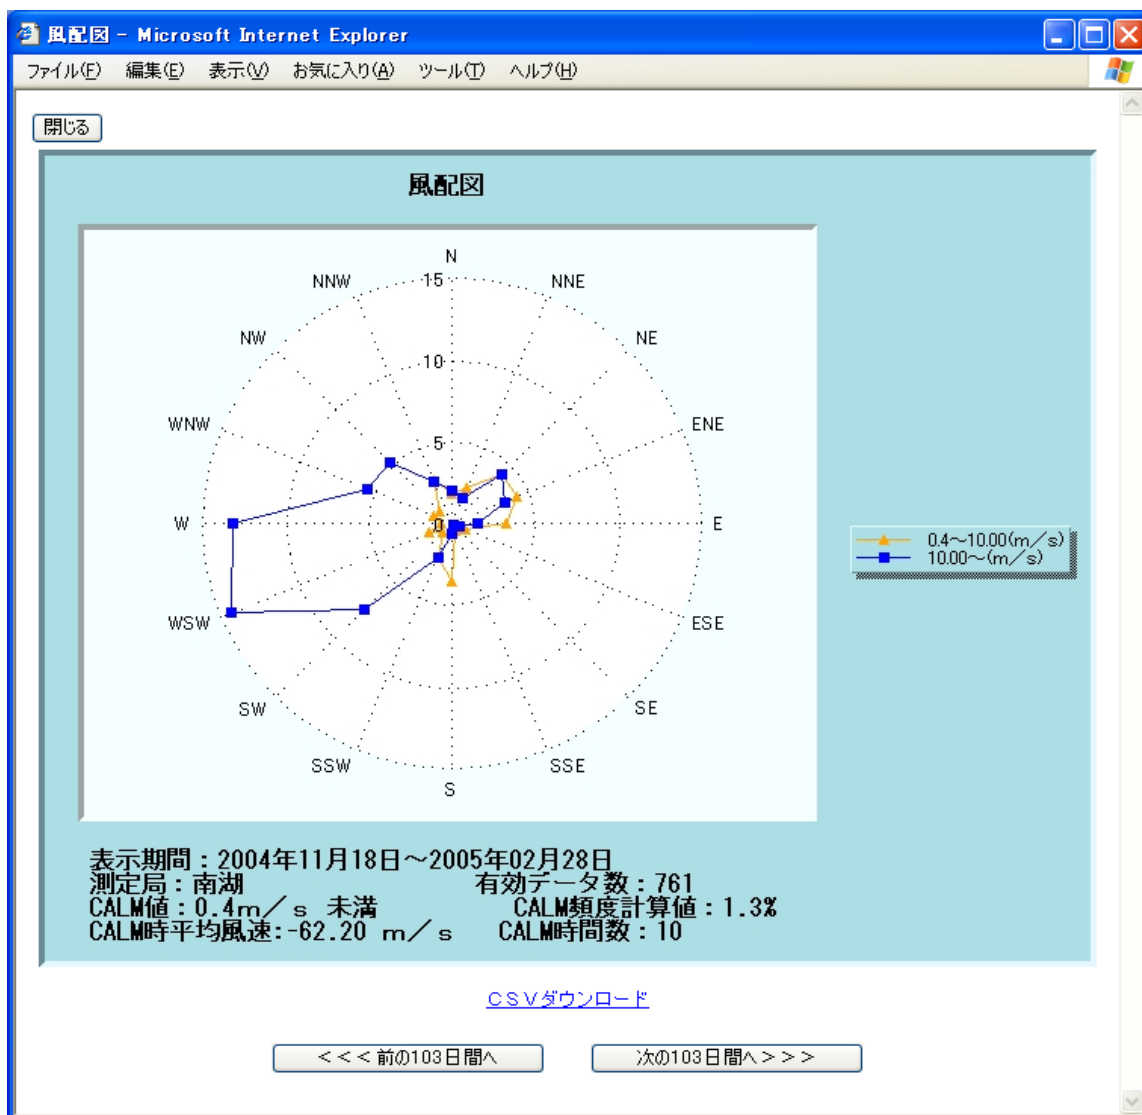 風配図 - Microsoft Internet Explorer
ファイル(F) 編集(E) 表示(V) お気に入り(A) ツール(T) ヘルプ(H)
閉じる
風配図
N
NNW 15 NNE
NW NE
10
WNW ENE
5
W 0 E
0.4～10.00(m／s)
10.00～(m／s)
WSW ESE
SW SE
SSW SSE
S
表示期間：2004年11月18日～2005年02月28日
測定局：南湖 有効データ数：761
CALM値：0.4m／s 未満 CALM頻度計算値：1.3%
CALM時平均風速:-62.20 m／s CALM時間数：10
ＣＳＶダウンロード
＜＜＜前の103日間へ 次の103日間へ＞＞＞